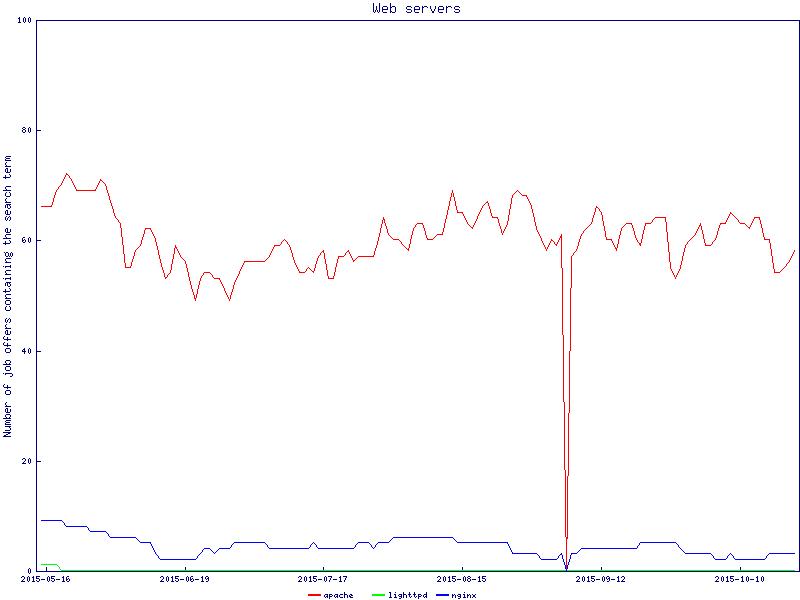 Web servers
Number of job offers containing the search term
100
80
60
40
20
0
2015-05-16 2015-06-19 2015-07-17 2015-08-15 2015-09-12 2015-10-10
apache lighttpd nginx